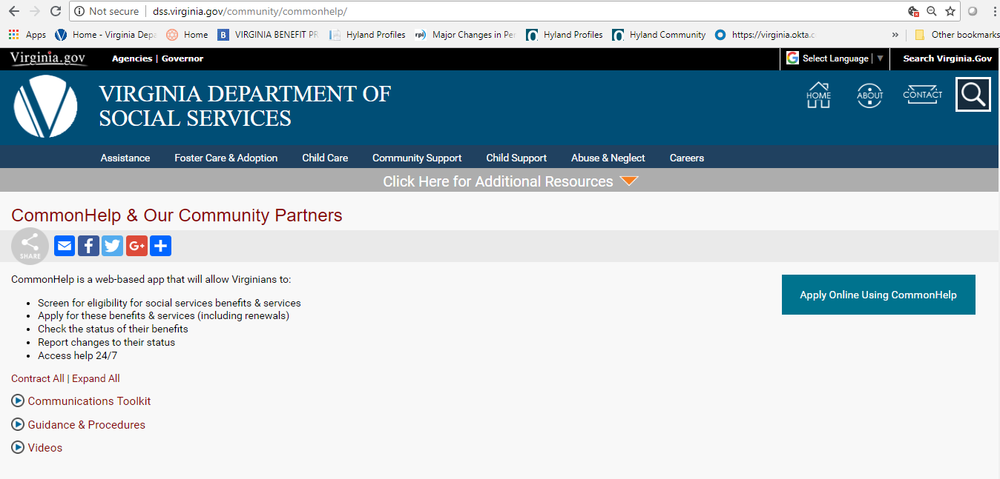 Not secure | dss.virginia.gov/community/commonhelp/
Apps Home - Virginia Depa Home VIRGINIA BENEFIT PR Hyland Profiles Major Changes in Per Hyland Profiles Hyland Community https://virginia.okta.c » Other bookmarks
Virginia.gov Agencies | Governor Select Language | ▼ Search Virginia.Gov
VIRGINIA DEPARTMENT OF
SOCIAL SERVICES
HOME ABOUT CONTACT
Assistance Foster Care & Adoption Child Care Community Support Child Support Abuse & Neglect Careers
Click Here for Additional Resources
CommonHelp & Our Community Partners
SHARE
CommonHelp is a web-based app that will allow Virginians to:
Apply Online Using CommonHelp
• Screen for eligibility for social services benefits & services
• Apply for these benefits & services (including renewals)
• Check the status of their benefits
• Report changes to their status
• Access help 24/7
Contract All | Expand All
Communications Toolkit
Guidance & Procedures
Videos